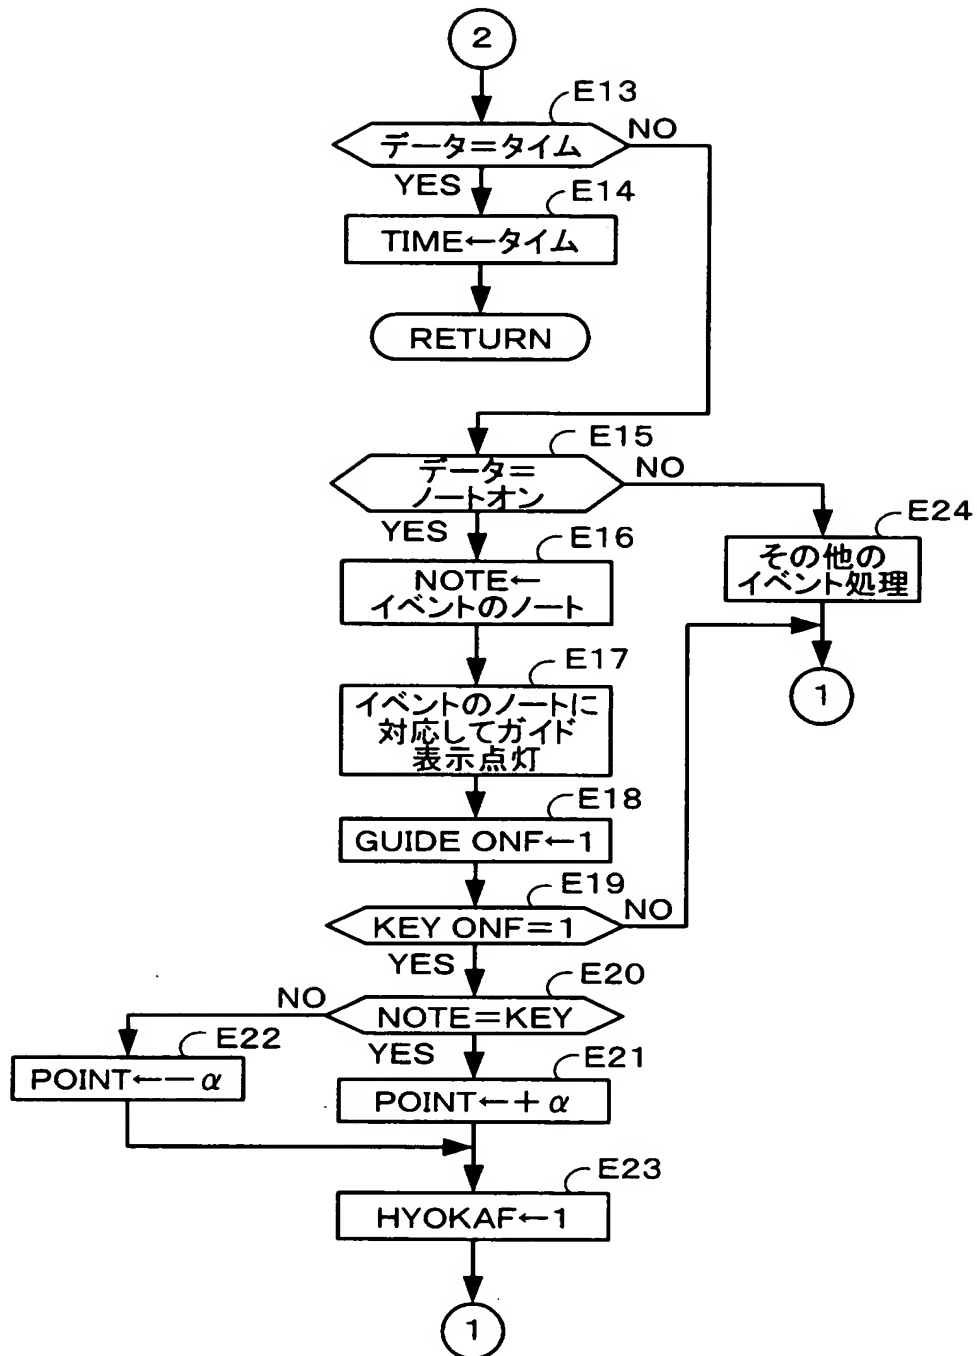 2
E13
データ=タイム
NO
YES
E14
TIME←タイム
RETURN
E15
データ=
ノートオン
NO
YES
E24
その他の
イベント処理
1
E16
NOTE←
イベントのノート
E17
イベントのノートに
対応してガイド
表示点灯
E18
GUIDE ONF←1
E19
KEY ONF=1
NO
YES
E20
NOTE=KEY
NO
YES
E22
POINT←-α
E21
POINT←+α
E23
HYOKAF←1
1